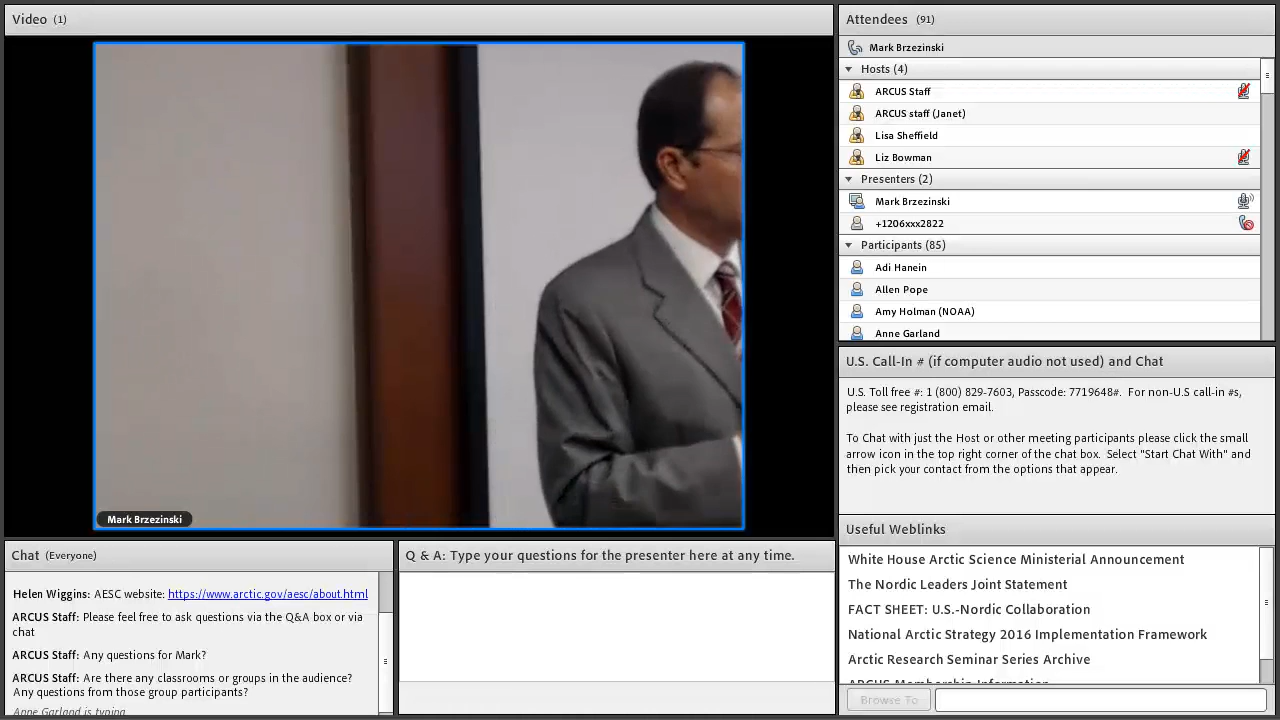 Video (1)
Mark Brzezinski
Attendees (91)
Mark Brzezinski
Hosts (4)
ARCUS Staff
ARCUS staff (Janet)
Lisa Sheffield
Liz Bowman
Presenters (2)
Mark Brzezinski
+1206xxx2822
Participants (85)
Adi Hanein
Allen Pope
Amy Holman (NOAA)
Anne Garland
U.S. Call-In # (if computer audio not used) and Chat
U.S. Toll free #: 1 (800) 829-7603, Passcode: 7719648#. For non-U.S call-in #s,
please see registration email.
To Chat with just the Host or other meeting participants please click the small
arrow icon in the top right corner of the chat box. Select "Start Chat With" and
then pick your contact from the options that appear.
Useful Weblinks
White House Arctic Science Ministerial Announcement
The Nordic Leaders Joint Statement
FACT SHEET: U.S.-Nordic Collaboration
National Arctic Strategy 2016 Implementation Framework
Arctic Research Seminar Series Archive
ARCUS Membership Information
Browse To
Chat (Everyone)
Helen Wiggins: AESC website: https://www.arctic.gov/aesc/about.html
ARCUS Staff: Please feel free to ask questions via the Q&A box or via
chat
ARCUS Staff: Any questions for Mark?
ARCUS Staff: Are there any classrooms or groups in the audience?
Any questions from those group participants?
Anne Garland is typing
Q & A: Type your questions for the presenter here at any time.